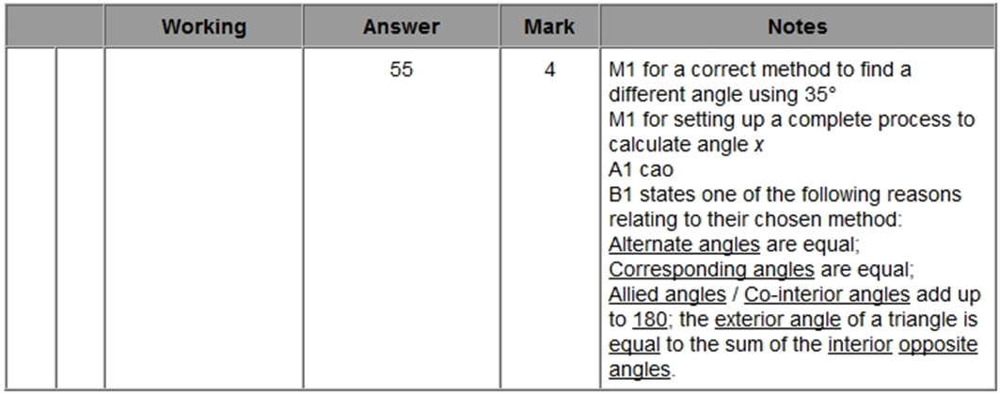 Working Answer Mark Notes
55 4 M1 for a correct method to find a
different angle using 35°
M1 for setting up a complete process to
calculate angle x
A1 cao
B1 states one of the following reasons
relating to their chosen method:
Alternate angles are equal;
Corresponding angles are equal;
Allied angles / Co-interior angles add up
to 180; the exterior angle of a triangle is
equal to the sum of the interior opposite
angles.